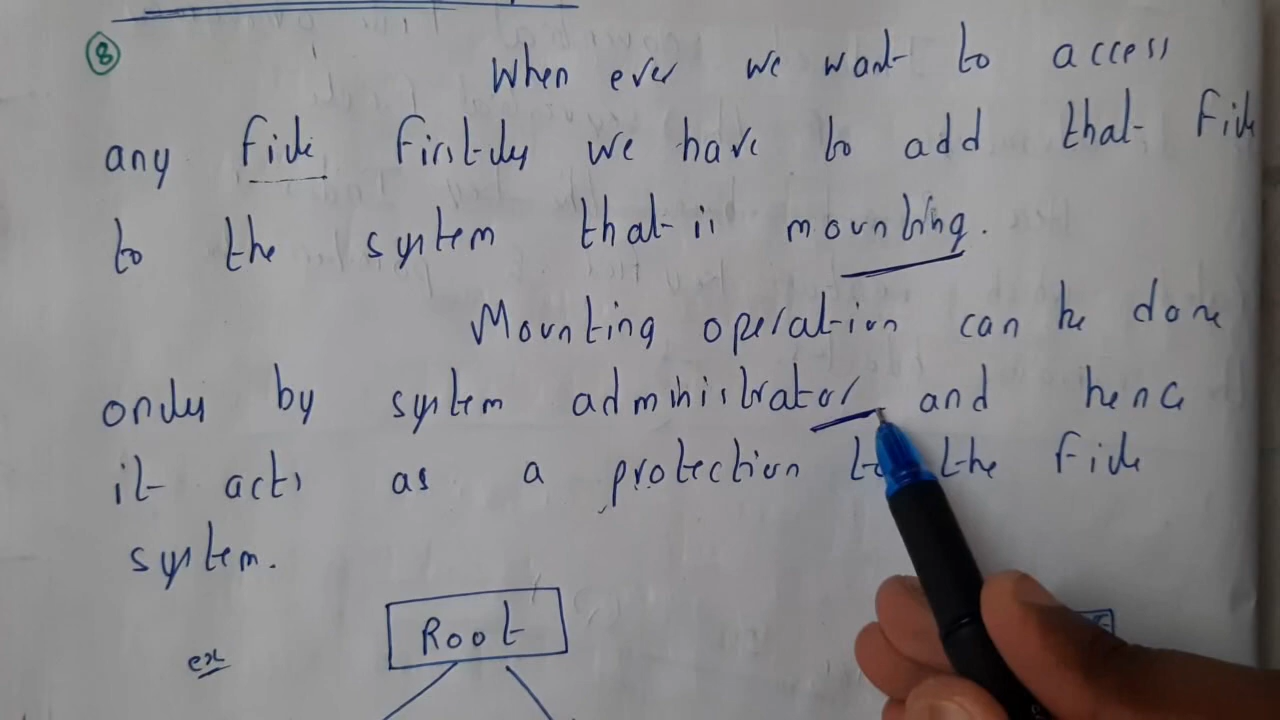 8
When ever we want to access
any file firstly we have to add that file
to the system that is mounting.
Mounting operation can be done
only by system administrator and hence
it acts as a protection to the file
system.
ex
Root